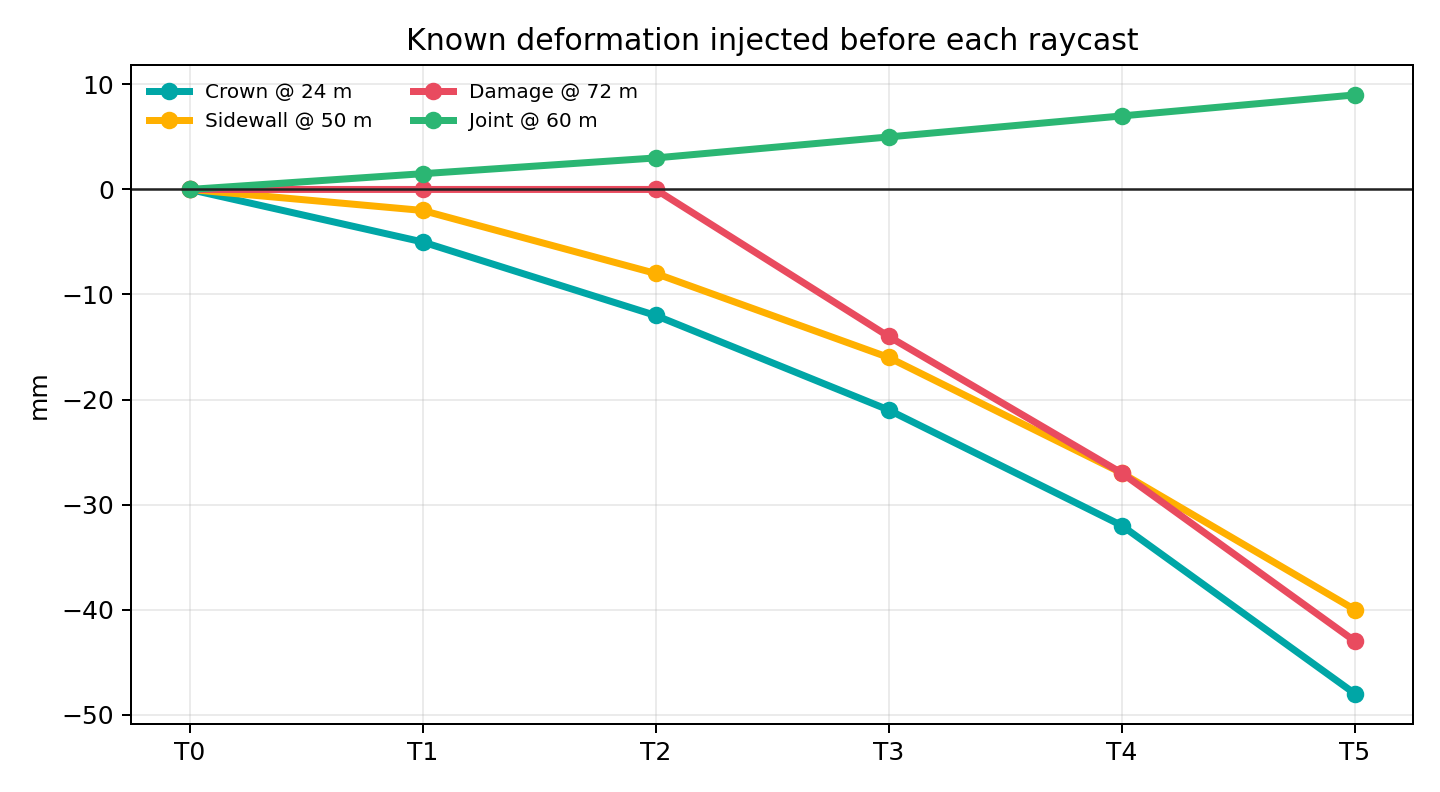 Known deformation injected before each raycast
Crown @ 24 m
Sidewall @ 50 m
Damage @ 72 m
Joint @ 60 m
mm
10
0
−10
−20
−30
−40
−50
T0 T1 T2 T3 T4 T5